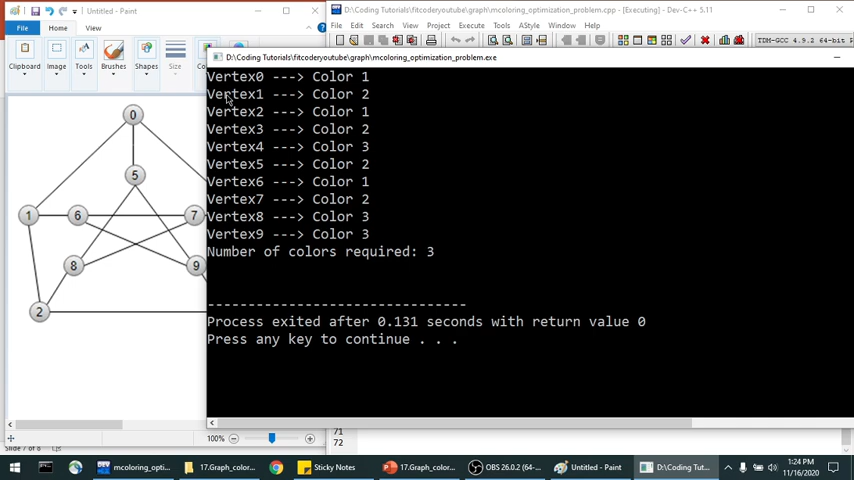 Untitled - Paint
D:\Coding Tutorials\fitcoderyoutube\graph\mcoloring_optimization_problem.cpp - [Executing] - Dev-C++ 5.11
File Home View
File Edit Search View Project Execute Tools AStyle Window Help
Clipboard Image Tools Brushes Shapes Size
TDM-GCC 4.9.2 64-bit
D:\Coding Tutorials\fitcoderyoutube\graph\mcoloring_optimization_problem.exe
Vertex0 ---> Color 1
Vertex1 ---> Color 2
Vertex2 ---> Color 1
Vertex3 ---> Color 2
Vertex4 ---> Color 3
Vertex5 ---> Color 2
Vertex6 ---> Color 1
Vertex7 ---> Color 2
Vertex8 ---> Color 3
Vertex9 ---> Color 3
Number of colors required: 3
--------------------------------
Process exited after 0.131 seconds with return value 0
Press any key to continue . . .
0
5
1 6 7
8 9
2
71
72
100%
Slide 7 of 8
mcoloring_opti...
17.Graph_color...
Sticky Notes
17.Graph_color...
OBS 26.0.2 (64-...
Untitled - Paint
D:\Coding Tut...
1:24 PM
11/16/2020